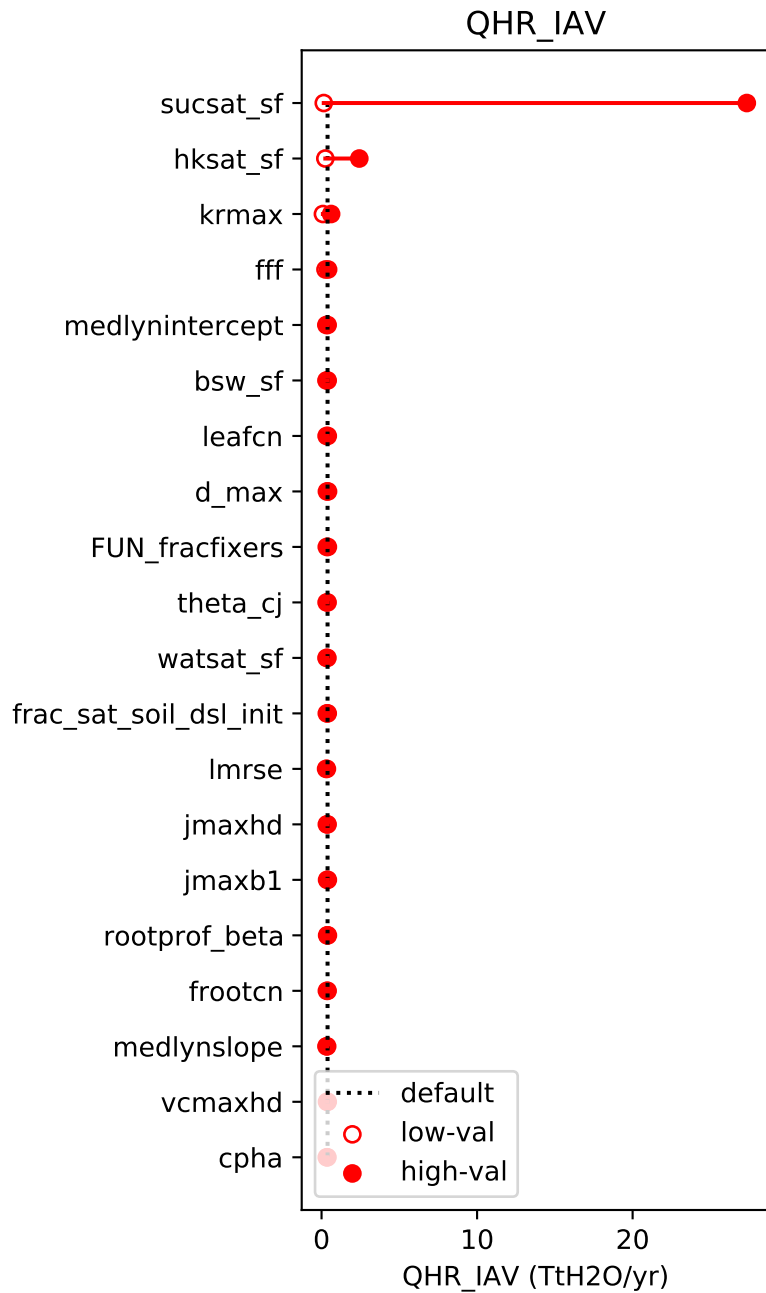 QHR_IAV
sucsat_sf
hksat_sf
krmax
fff
medlynintercept
bsw_sf
leafcn
d_max
FUN_fracfixers
theta_cj
watsat_sf
frac_sat_soil_dsl_init
lmrse
jmaxhd
jmaxb1
rootprof_beta
frootcn
medlynslope
vcmaxhd
cpha
default
low-val
high-val
0 10 20
QHR_IAV (TtH2O/yr)